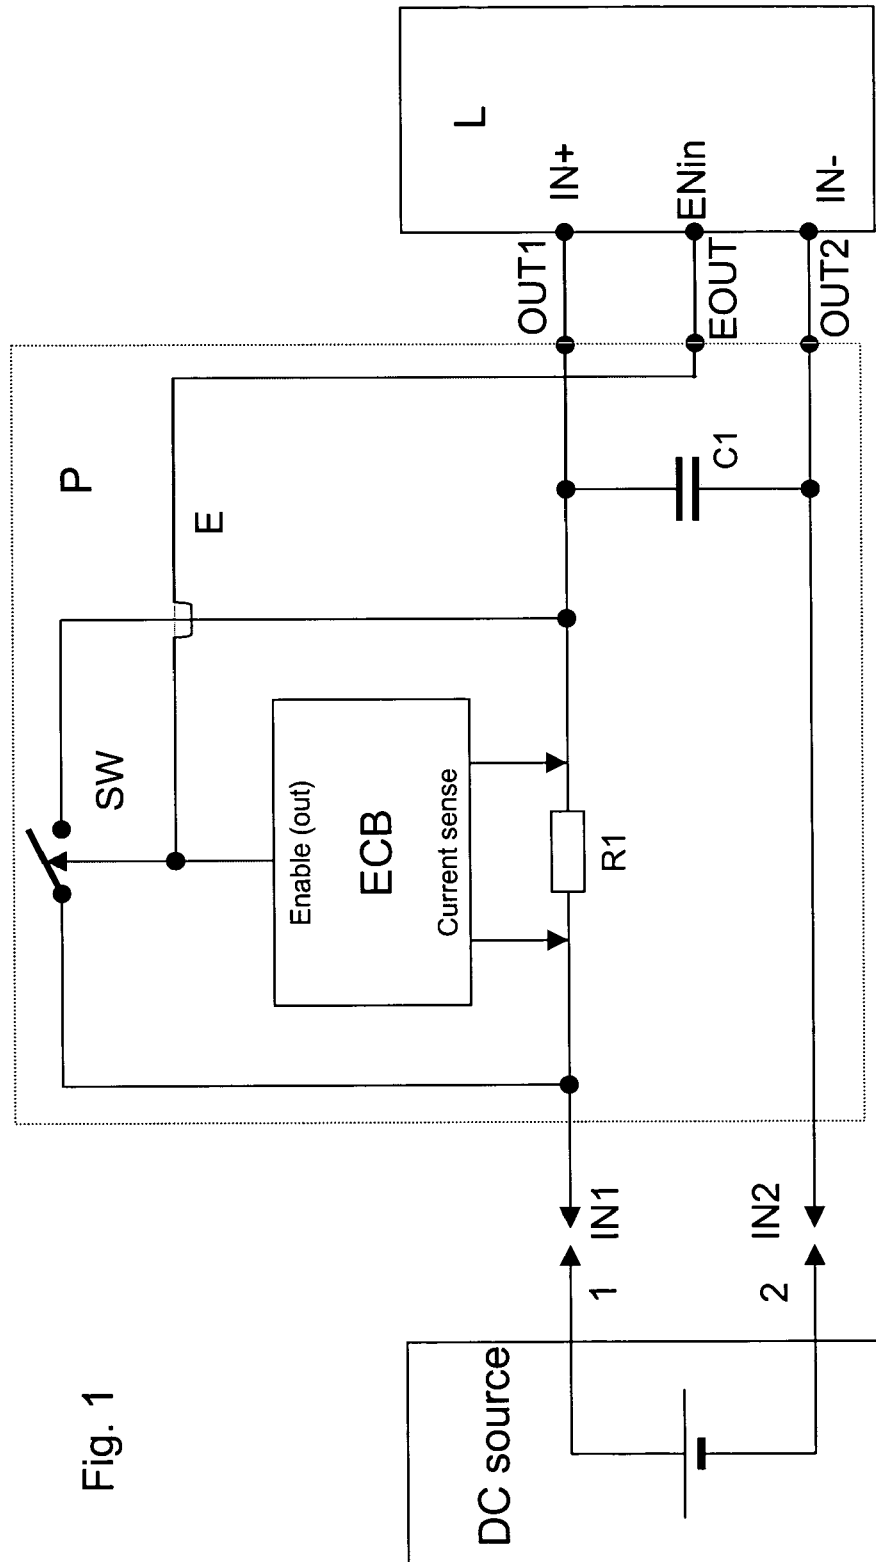 Fig. 1
DC source
1
2
IN1
IN2
P
SW
E
Enable (out)
ECB
Current sense
R1
C1
OUT1
EOUT
OUT2
L
IN+
ENin
IN-